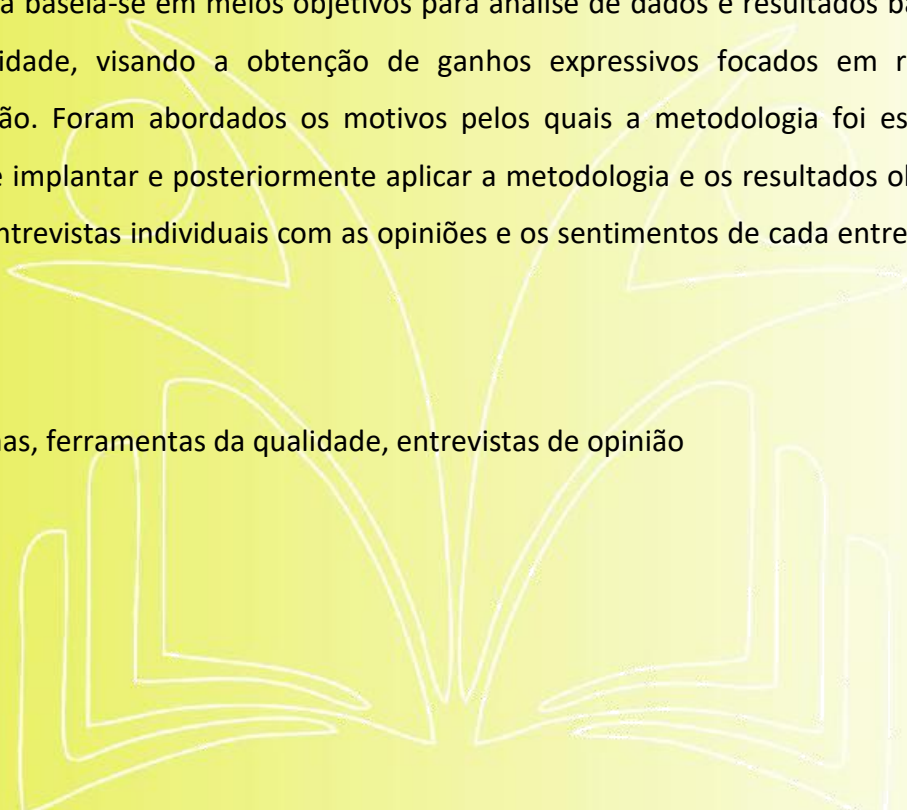 a baseia-se em meios objetivos para análise de dados e resultados ba
idade, visando a obtenção de ganhos expressivos focados em r
ão. Foram abordados os motivos pelos quais a metodologia foi es
e implantar e posteriormente aplicar a metodologia e os resultados ol
ntrevistas individuais com as opiniões e os sentimentos de cada entre
nas, ferramentas da qualidade, entrevistas de opinião